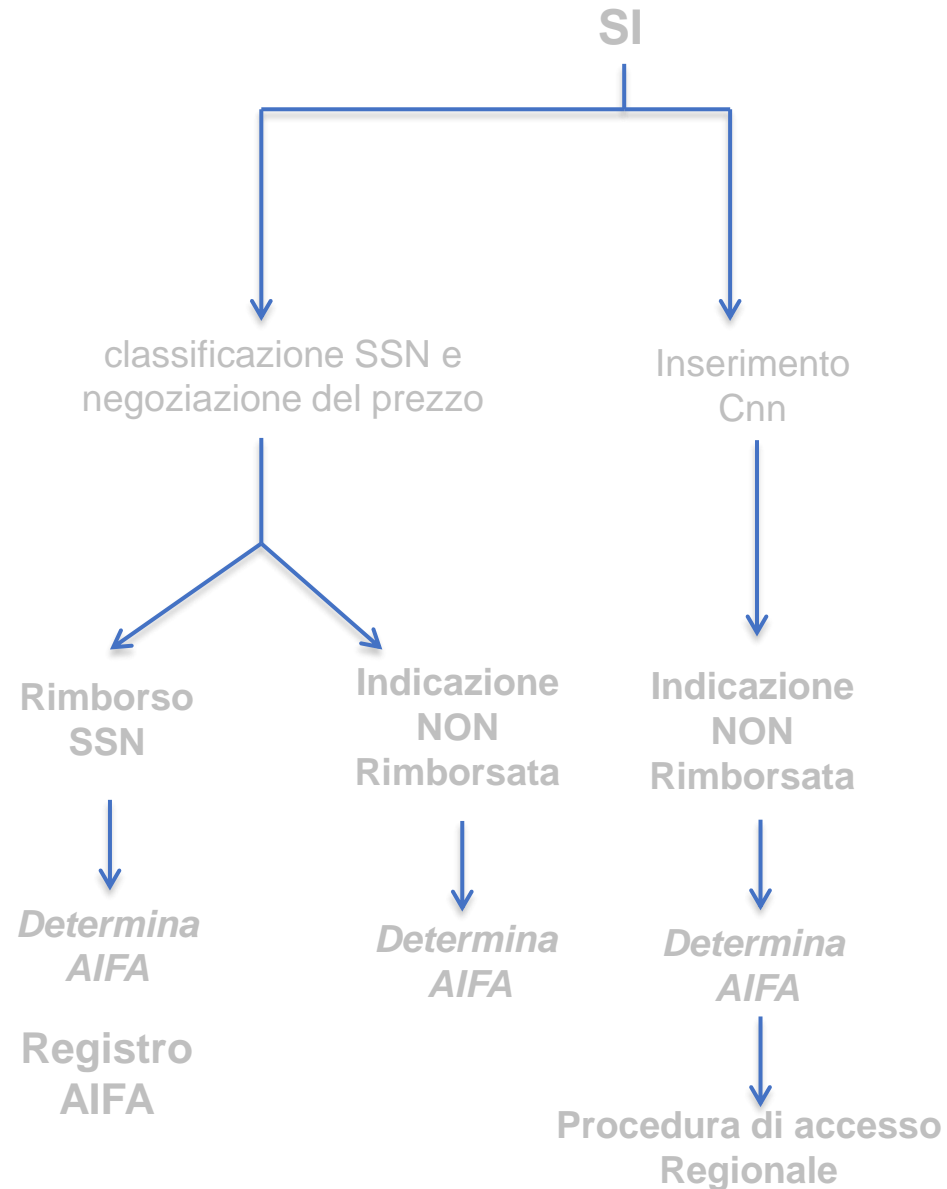 SI
classificazione SSN e
negoziazione del prezzo
Inserimento
Cnn
Rimborso
SSN
Indicazione
NON
Rimborsata
Indicazione
NON
Rimborsata
Determina
AIFA
Determina
AIFA
Determina
AIFA
Registro
AIFA
Procedura di accesso
Regionale